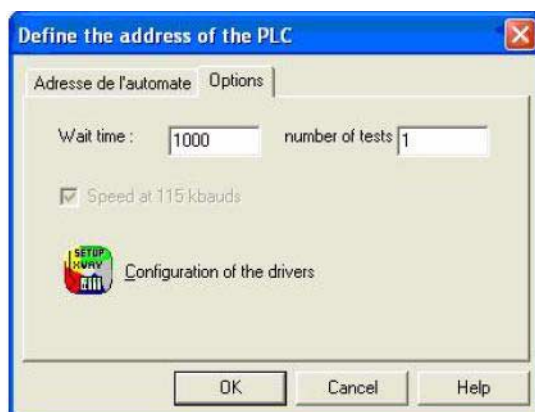 Define the address of the PLC
Adresse de l'automate Options
Wait time : 1000 number of tests 1
Speed at 115 kbauds
SETUP
XWAY
Configuration of the drivers
OK Cancel Help